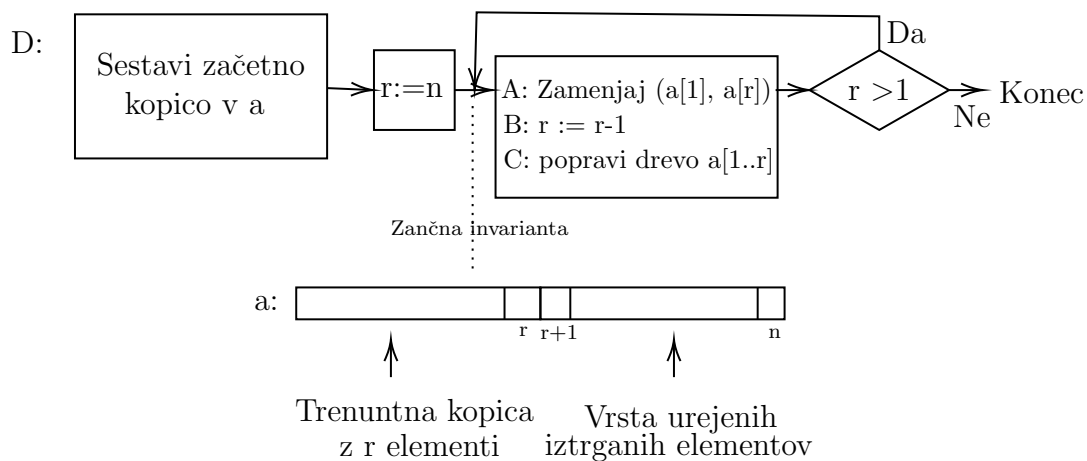 D:
Sestavi začetno
kopico v a
r:=n
A: Zamenjaj (a[1], a[r])
B: r := r-1
C: popravi drevo a[1..r]
Da
r >1
Ne
Konec
Zančna invarianta
a:
r
r+1
n
Trenuntna kopica
z r elementi
Vrsta urejenih
iztrganih elementov